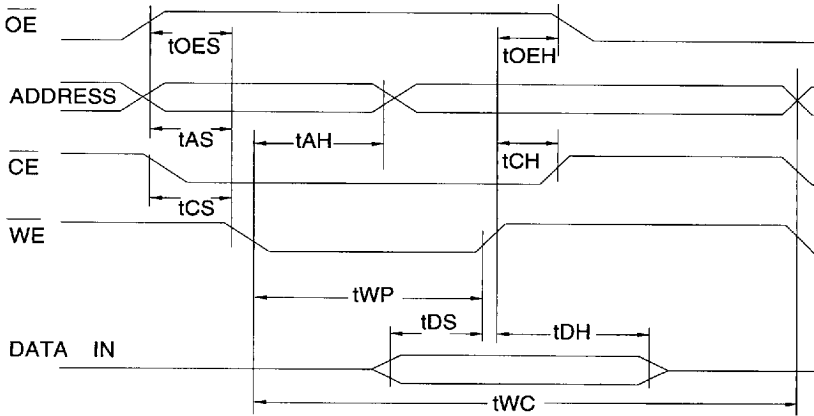 OE
tOES
tOEH
ADDRESS
tAS
tAH
tCH
CE
tCS
WE
tWP
tDS
tDH
DATA IN
tWC